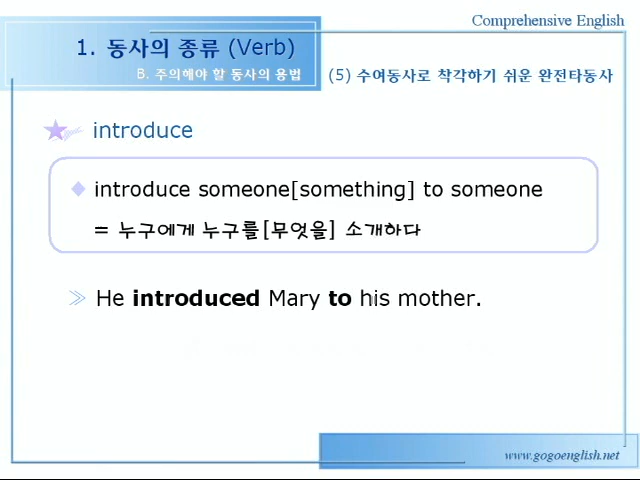 Comprehensive English
1. 동사의 종류 (Verb)
B. 주의해야 할 동사의 용법
(5) 수여동사로 착각하기 쉬운 완전타동사
introduce
introduce someone[something] to someone
= 누구에게 누구를[무엇을] 소개하다
He introduced Mary to his mother.
www.gogoenglish.net